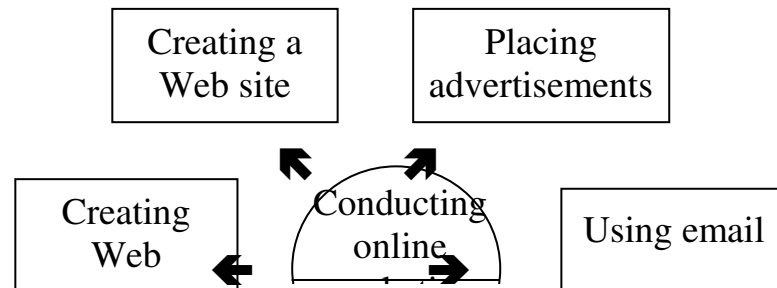 Creating a
Web site
Placing
advertisements
Creating
Web
Conducting
online
Using email